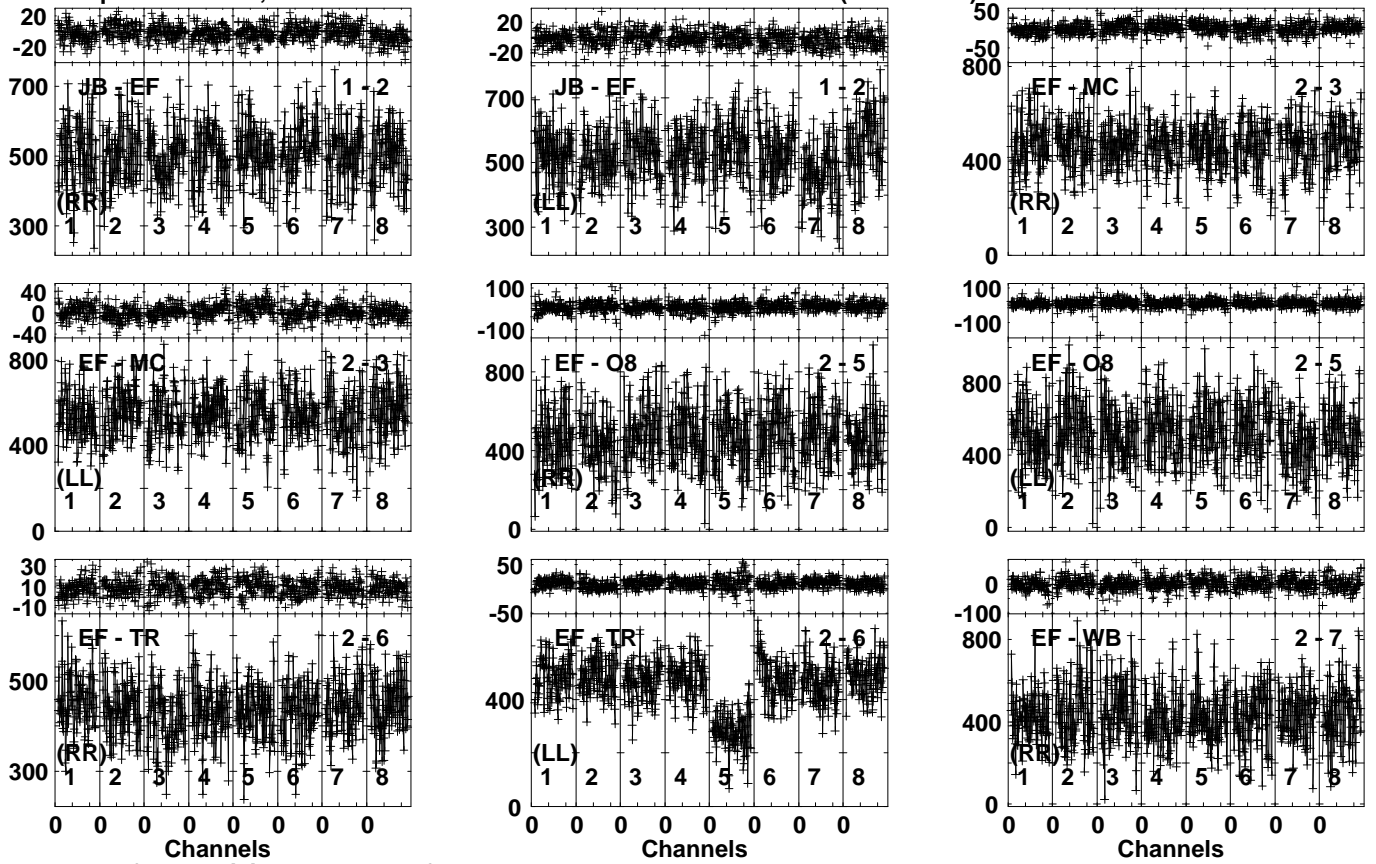 20
-20
700
500
300
JB - EF 1 - 2
(RR)
1 2 3 4 5 6 7 8
20
-20
700
500
300
JB - EF 1 - 2
(LL)
1 2 3 4 5 6 7 8
50
-50
800
400
0
EF - MC 2 - 3
(RR)
1 2 3 4 5 6 7 8
40
0
-40
800
400
0
EF - MC 2 - 3
(LL)
1 2 3 4 5 6 7 8
100
-100
800
400
0
EF - O8 2 - 5
(RR)
1 2 3 4 5 6 7 8
100
-100
800
400
0
EF - O8 2 - 5
(LL)
1 2 3 4 5 6 7 8
30
10
-10
500
300
EF - TR 2 - 6
(RR)
1 2 3 4 5 6 7 8
0 0 0 0 0 0 0 0
Channels
50
-50
400
0
EF - TR 2 - 6
(LL)
1 2 3 4 5 6 7 8
0 0 0 0 0 0 0 0
Channels
0
-100
800
400
0
EF - WB 2 - 7
(RR)
1 2 3 4 5 6 7 8
0 0 0 0 0 0 0 0
Channels